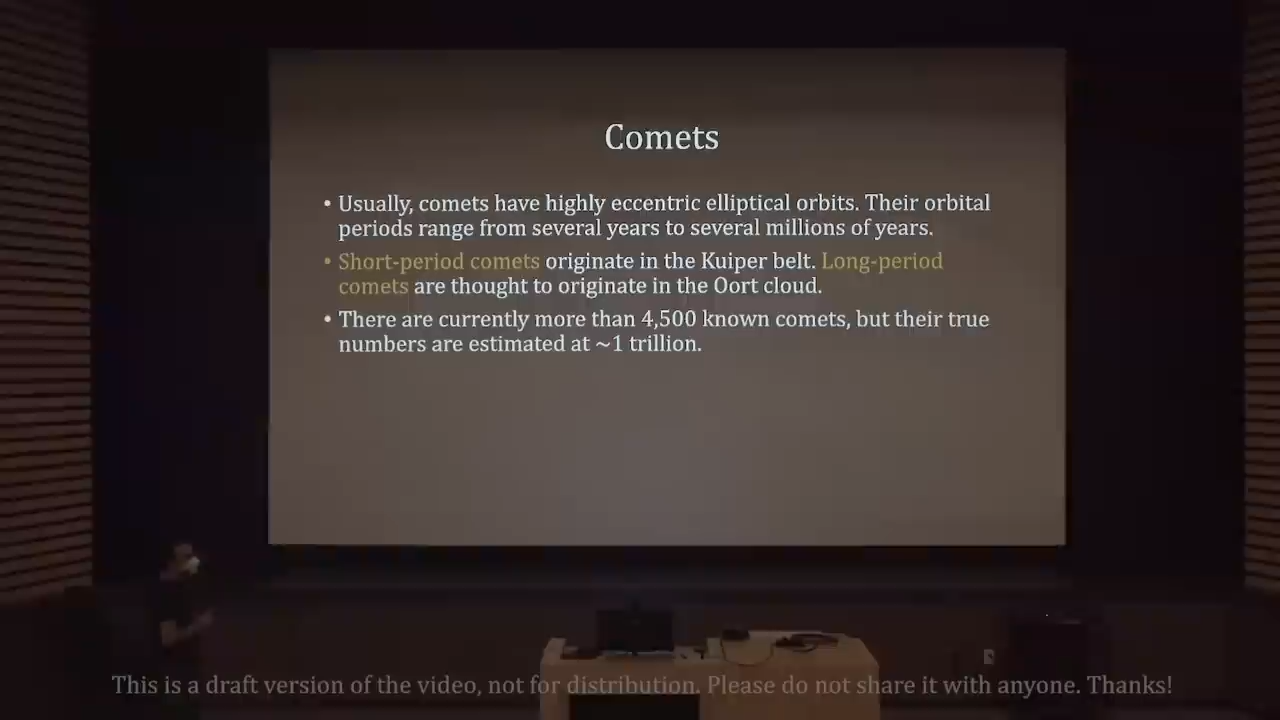 Comets
• Usually, comets have highly eccentric elliptical orbits. Their orbital
periods range from several years to several millions of years.
• Short-period comets originate in the Kuiper belt. Long-period
comets are thought to originate in the Oort cloud.
• There are currently more than 4,500 known comets, but their true
numbers are estimated at ~1 trillion.
This is a draft version of the video, not for distribution. Please do not share it with anyone. Thanks!